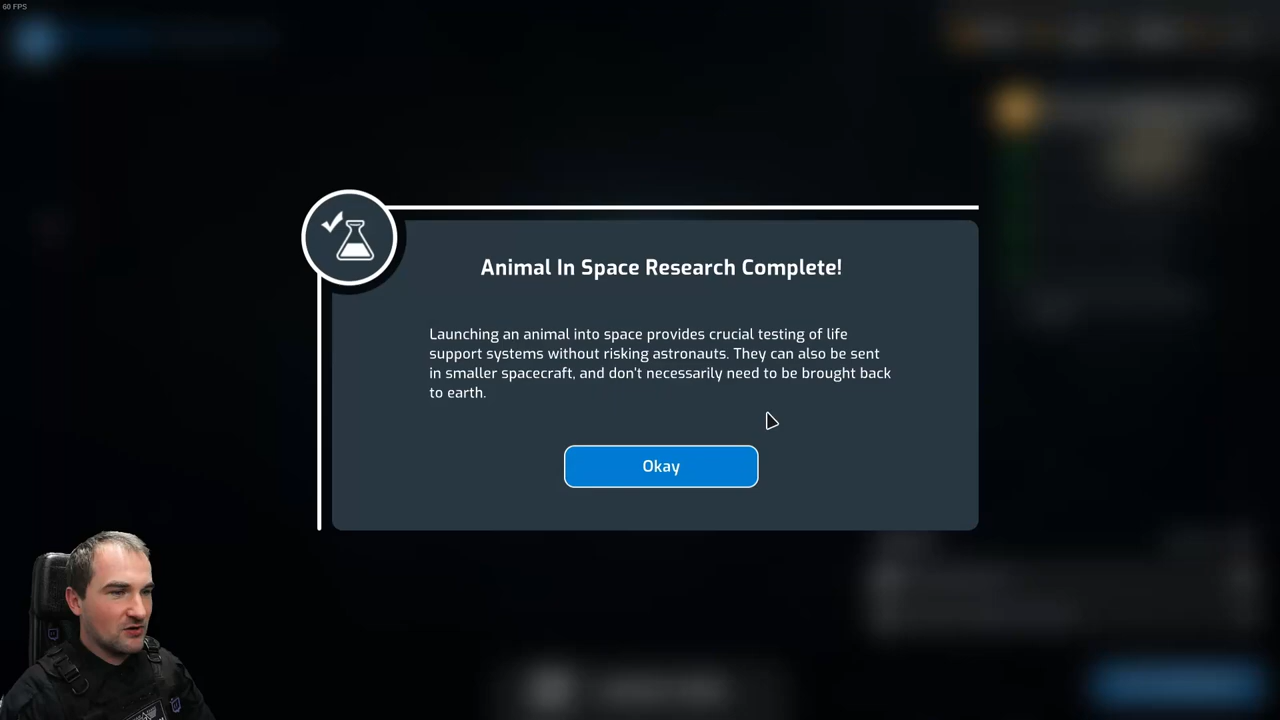 60 FPS
Animal In Space Research Complete!
Launching an animal into space provides crucial testing of life
support systems without risking astronauts. They can also be sent
in smaller spacecraft, and don't necessarily need to be brought back
to earth.
Okay